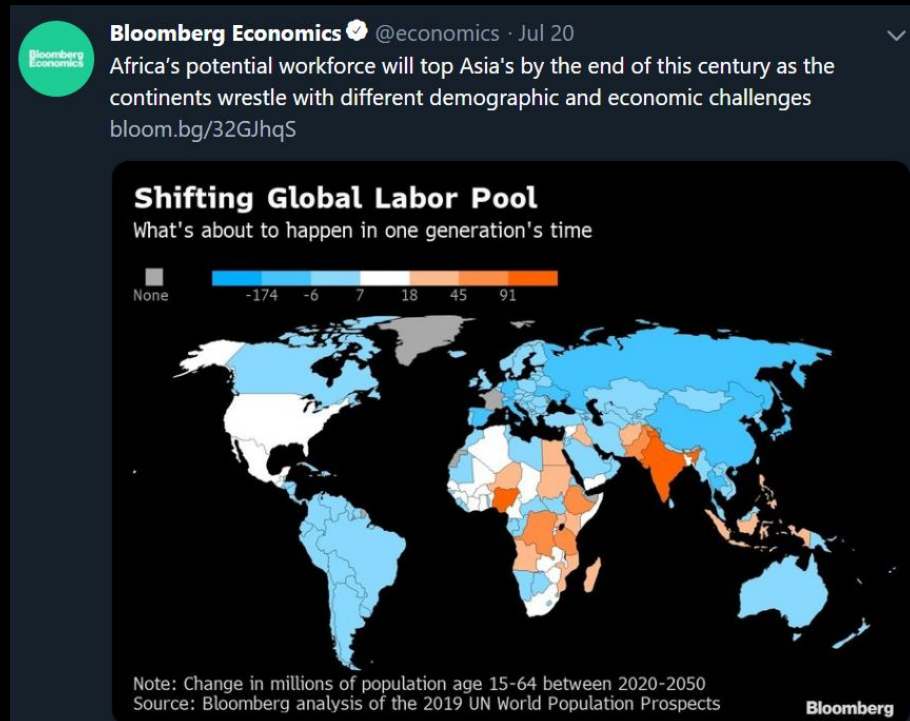 Bloomberg Economics @economics · Jul 20
Bloomberg
Economics
Africa’s potential workforce will top Asia's by the end of this century as the
continents wrestle with different demographic and economic challenges
bloom.bg/32GJhqS
Shifting Global Labor Pool
What's about to happen in one generation's time
None
-174 -6 7 18 45 91
Note: Change in millions of population age 15-64 between 2020-2050
Source: Bloomberg analysis of the 2019 UN World Population Prospects
Bloomberg